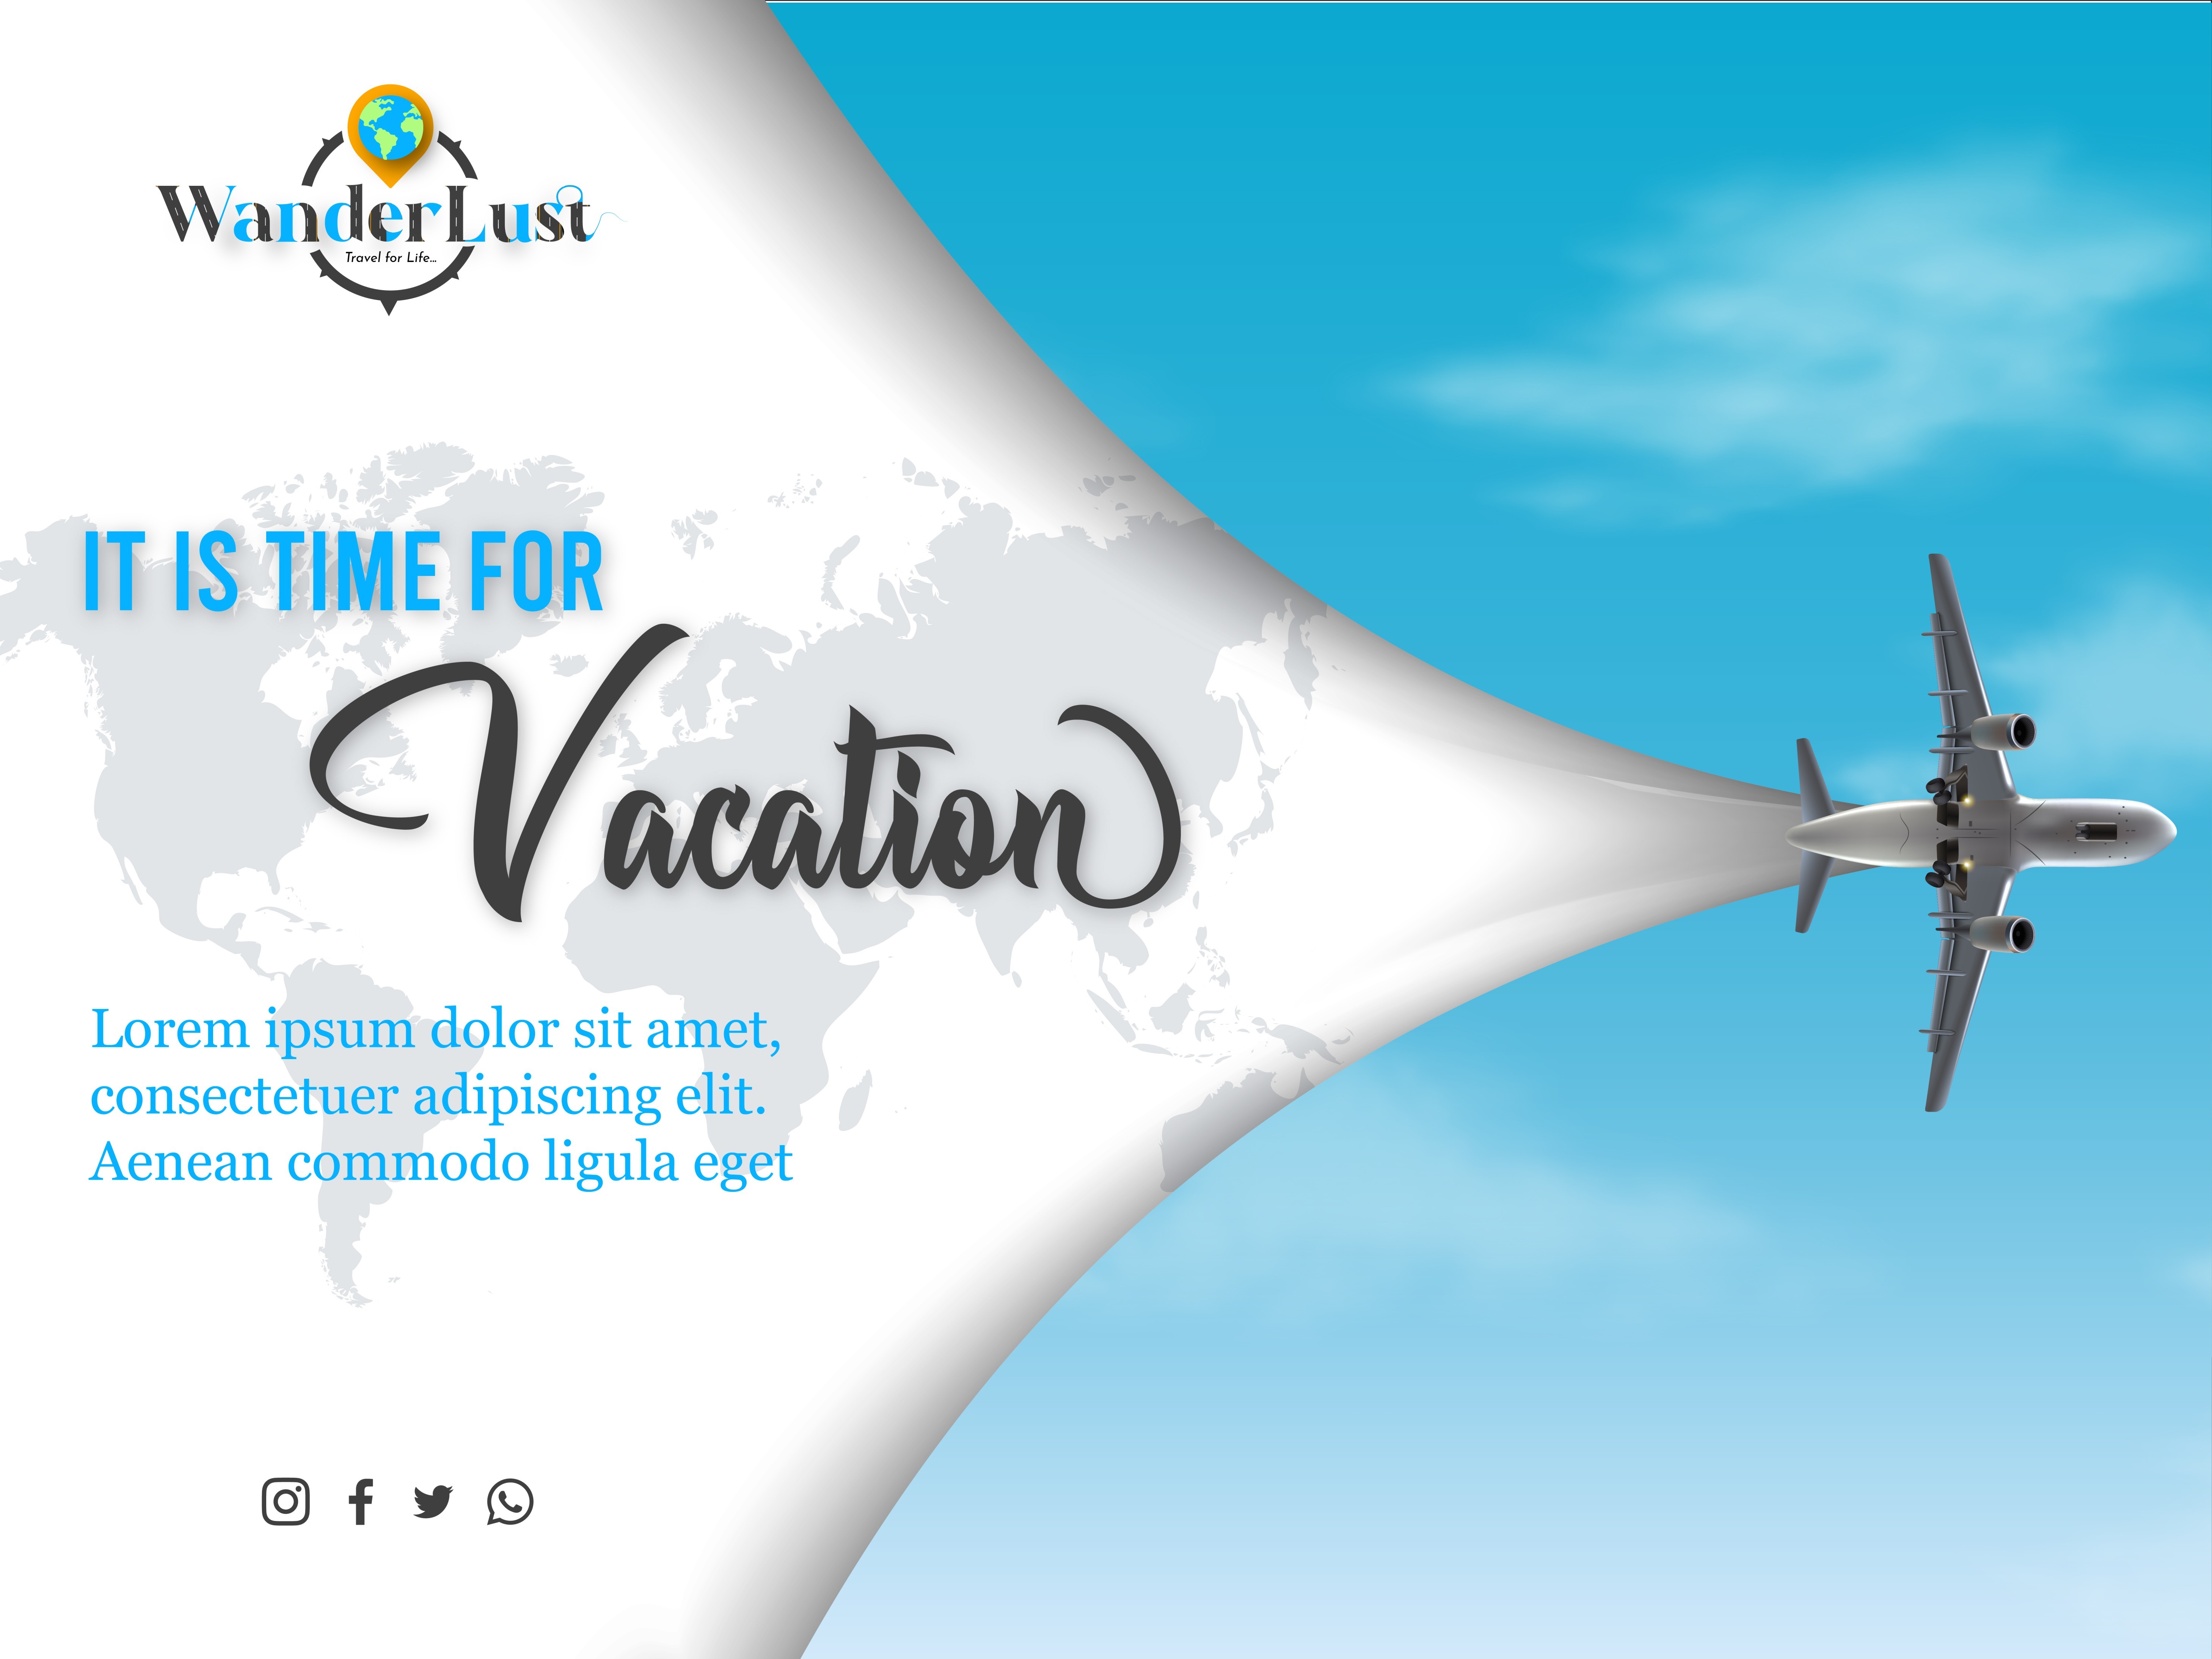 WanderLust
Travel for Life...
IT IS TIME FOR
Vacation
Lorem ipsum dolor sit amet,
consectetuer adipiscing elit.
Aenean commodo ligula eget